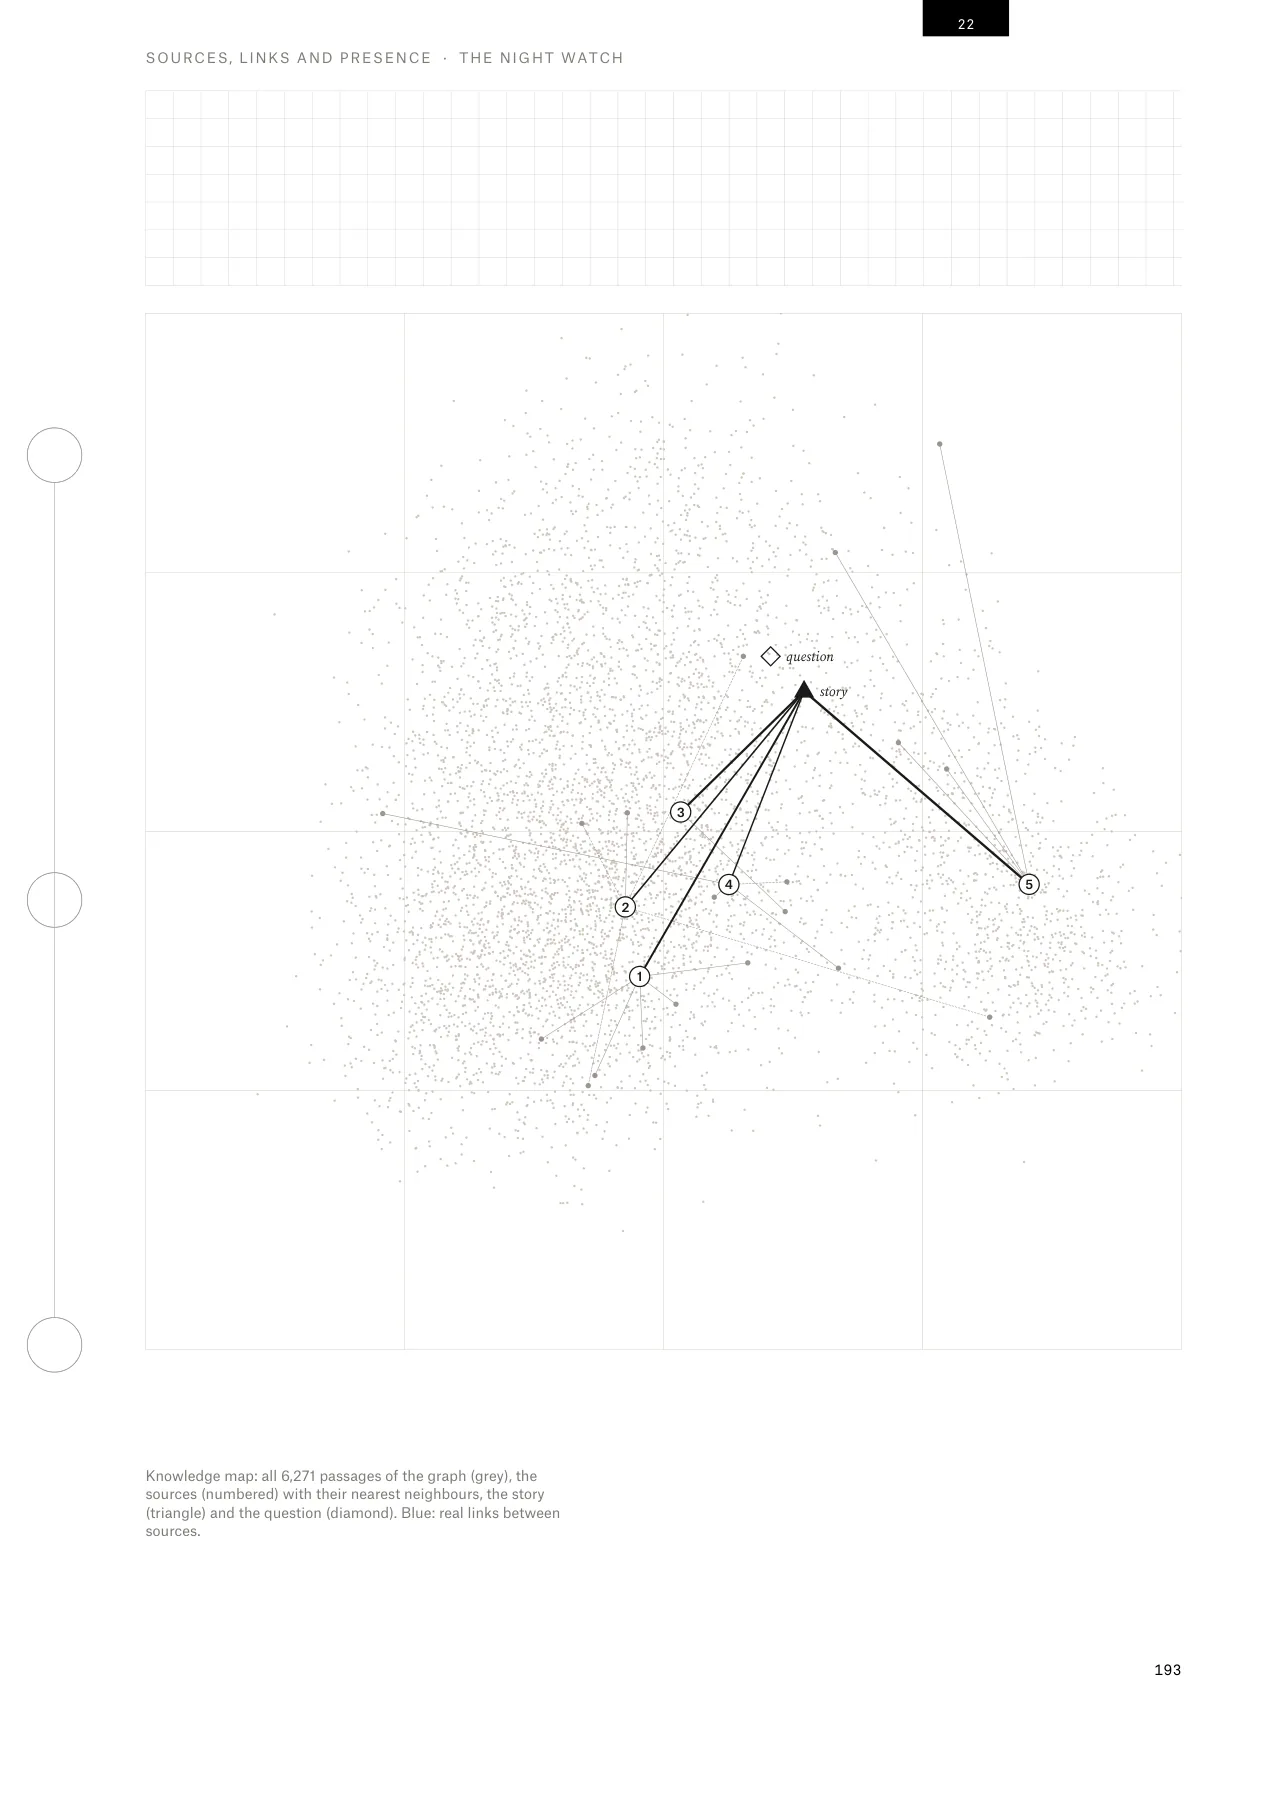 22
SOURCES, LINKS AND PRESENCE · THE NIGHT WATCH
question
story
3
4
5
2
1
Knowledge map: all 6,271 passages of the graph (grey), the
sources (numbered) with their nearest neighbours, the story
(triangle) and the question (diamond). Blue: real links between
sources.
193